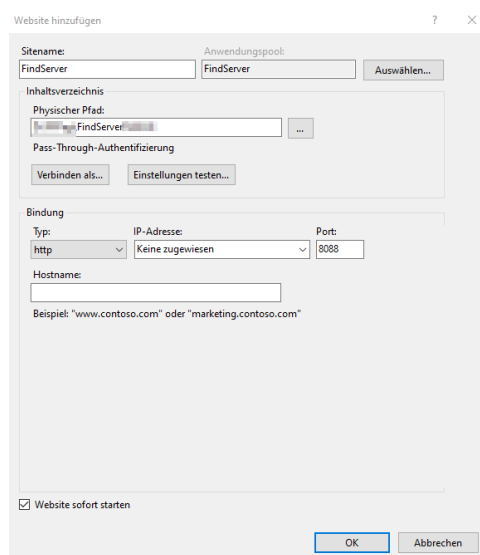 Website hinzufügen ? ×
Sitename: Anwendungspool:
FindServer FindServer Auswählen...
Inhaltsverzeichnis
Physischer Pfad:
FindServer ...
Pass-Through-Authentifizierung
Verbinden als... Einstellungen testen...
Bindung
Typ: IP-Adresse: Port:
http Keine zugewiesen 8088
Hostname:
Beispiel: "www.contoso.com" oder "marketing.contoso.com"
Website sofort starten
OK Abbrechen